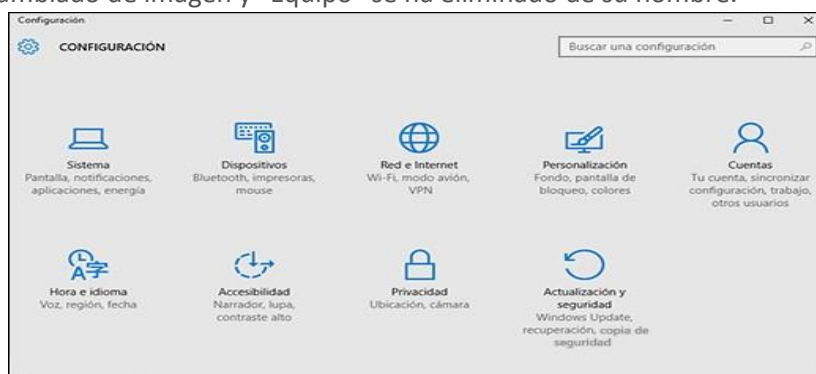 ambiado de imagen y "Equipo" se ha eliminado de su nombre.
Configuración
CONFIGURACIÓN
Buscar una configuración
Sistema
Pantalla, notificaciones,
aplicaciones, energía
Dispositivos
Bluetooth, impresoras,
mouse
Red e Internet
Wi-Fi, modo avión,
VPN
Personalización
Fondo, pantalla de
bloqueo, colores
Cuentas
Tu cuenta, sincronizar
configuración, trabajo,
otros usuarios
Hora e idioma
Voz, región, fecha
Accesibilidad
Narrador, lupa,
contraste alto
Privacidad
Ubicación, cámara
Actualización y
seguridad
Windows Update,
recuperación, copia de
seguridad